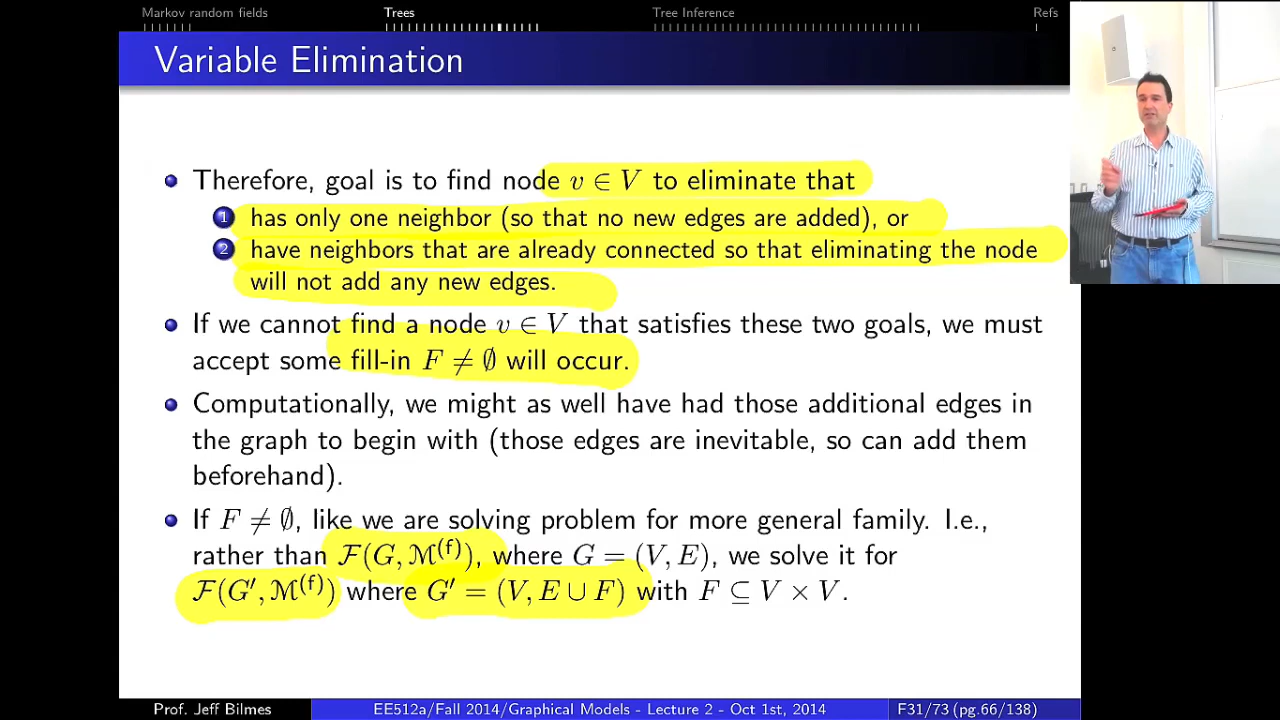 Markov random fields Trees Tree Inference Refs
Variable Elimination
Therefore, goal is to find node v ∈ V to eliminate that
1 has only one neighbor (so that no new edges are added), or
2 have neighbors that are already connected so that eliminating the node
will not add any new edges.
If we cannot find a node v ∈ V that satisfies these two goals, we must
accept some fill-in F ≠ ∅ will occur.
Computationally, we might as well have had those additional edges in
the graph to begin with (those edges are inevitable, so can add them
beforehand).
If F ≠ ∅, like we are solving problem for more general family. I.e.,
rather than ℱ(G, ℳ^(f)), where G = (V, E), we solve it for
ℱ(G′, ℳ^(f)) where G′ = (V, E ∪ F) with F ⊆ V × V.
Prof. Jeff Bilmes EE512a/Fall 2014/Graphical Models - Lecture 2 - Oct 1st, 2014 F31/73 (pg.66/138)